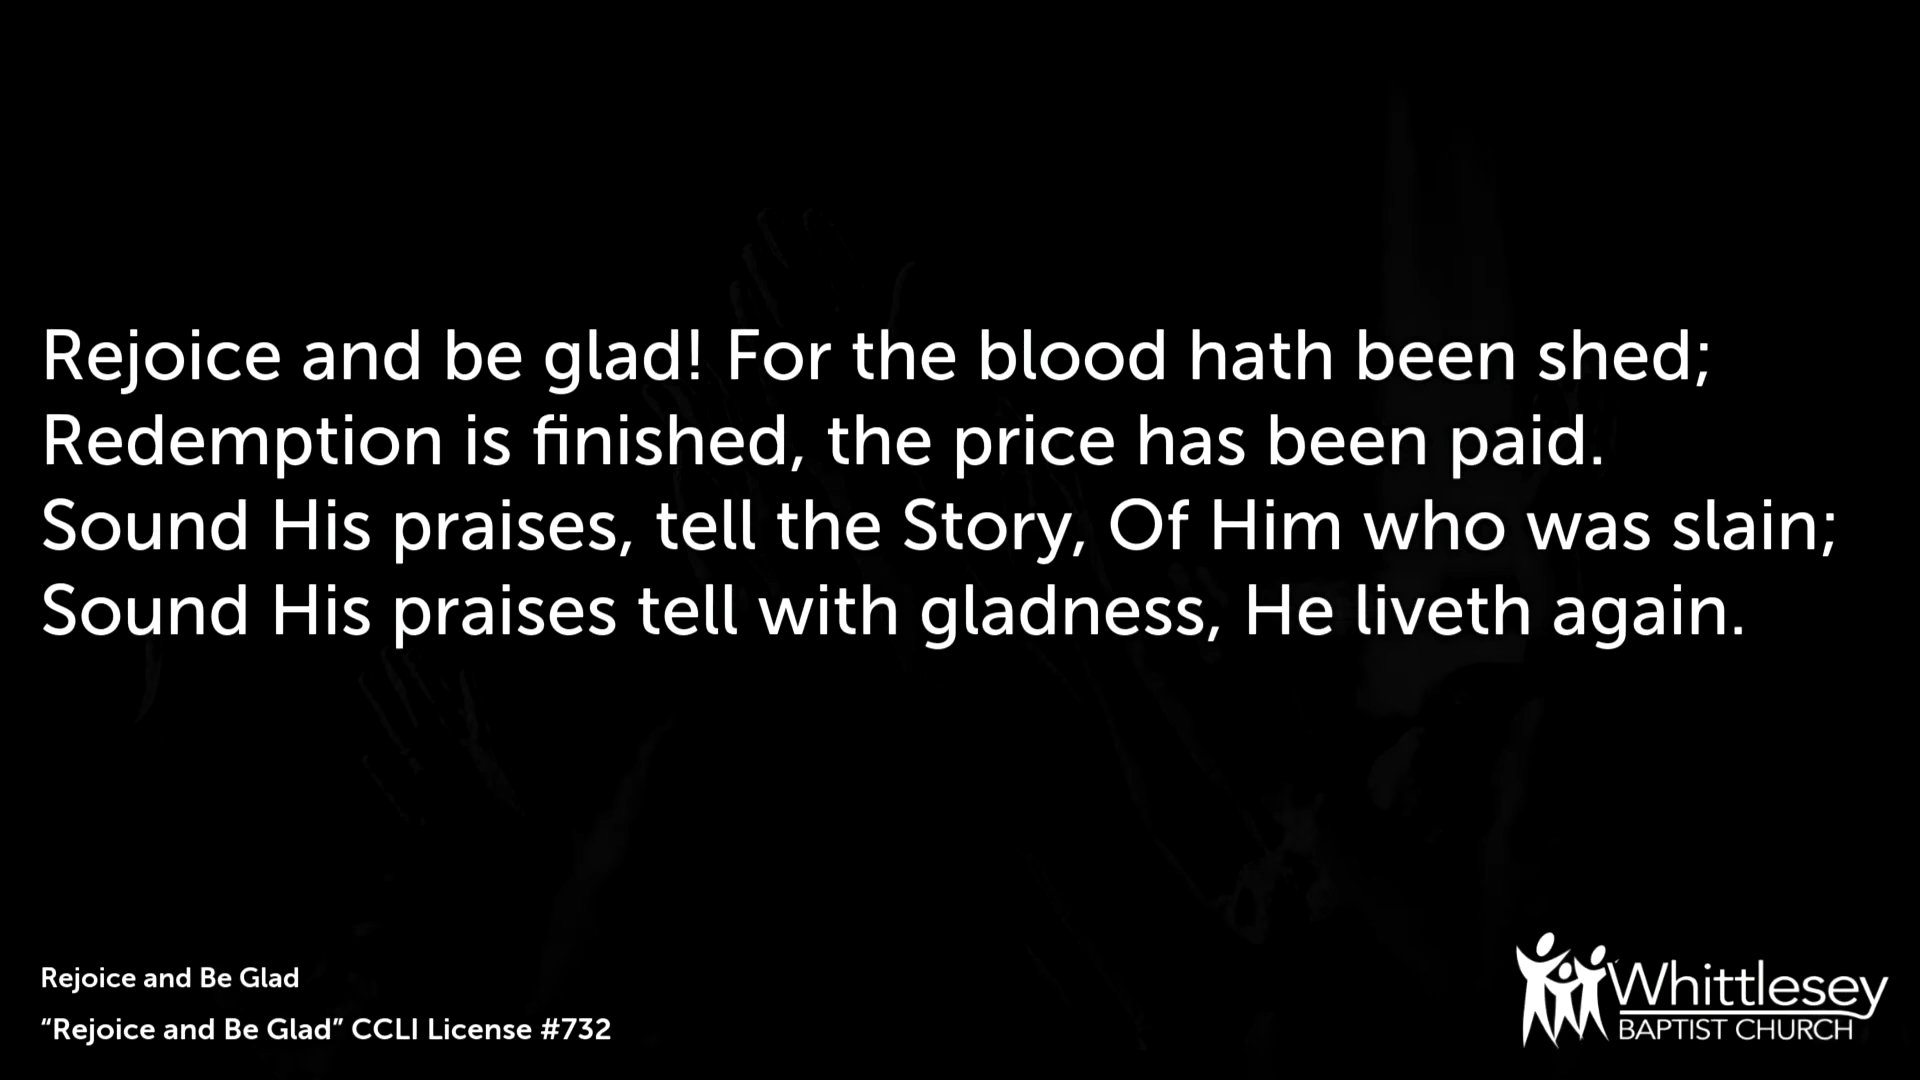 Rejoice and be glad! For the blood hath been shed;
Redemption is finished, the price has been paid.
Sound His praises, tell the Story, Of Him who was slain;
Sound His praises tell with gladness, He liveth again.
Rejoice and Be Glad
“Rejoice and Be Glad” CCLI License #732
Whittlesey
BAPTIST CHURCH